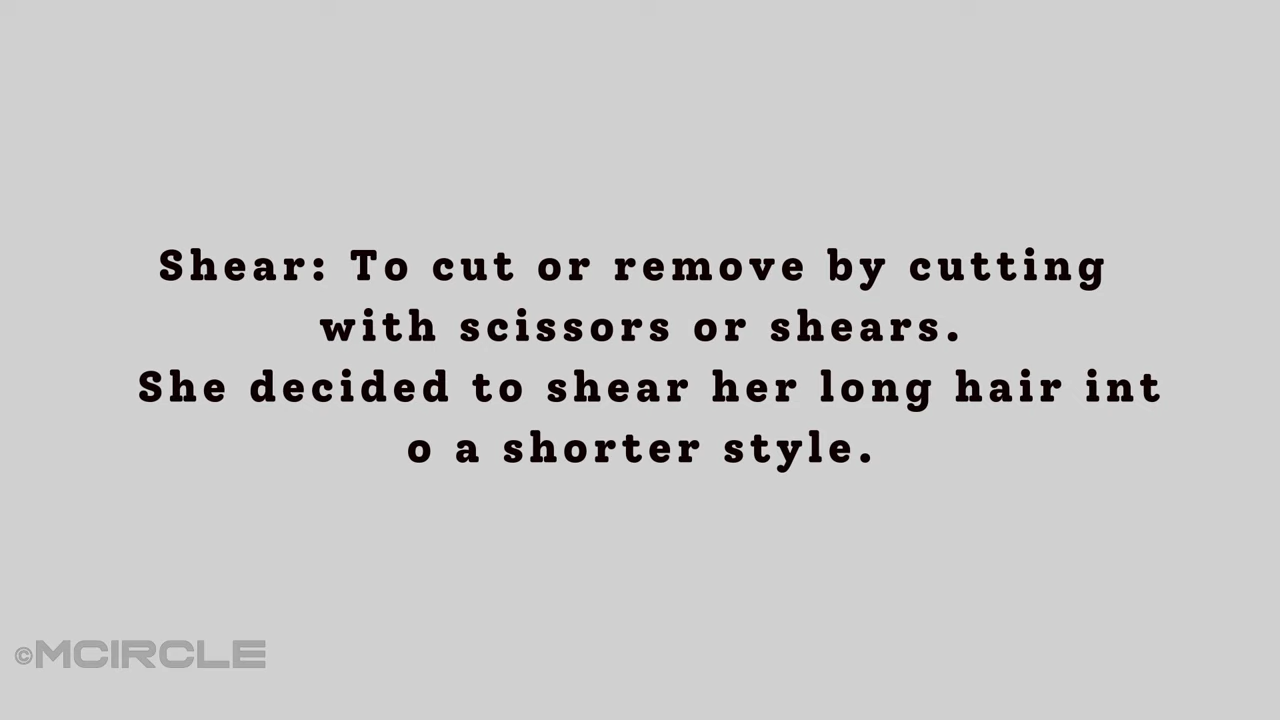 Shear: To cut or remove by cutting
with scissors or shears.
She decided to shear her long hair int
o a shorter style.
©MCIRCLE